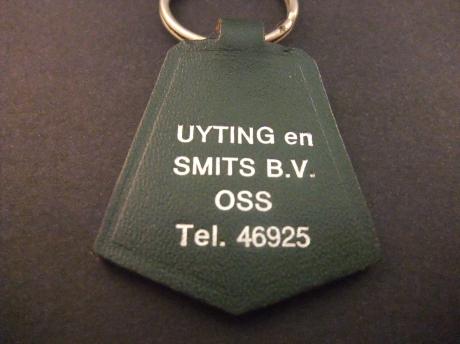 UYTING en
SMITS B.V.
OSS
Tel. 46925